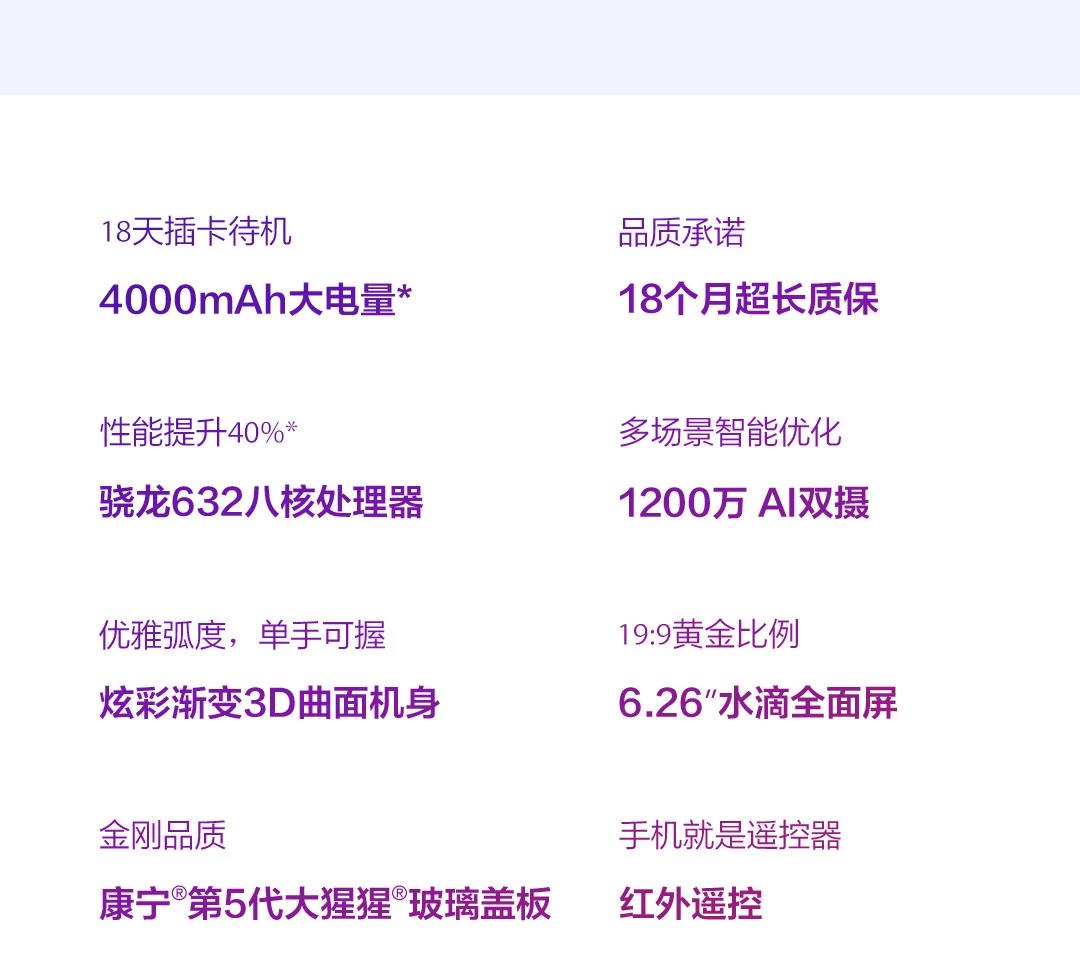 18天插卡待机
4000mAh大电量*
品质承诺
18个月超长质保
性能提升40%*
骁龙632八核处理器
多场景智能优化
1200万 AI双摄
优雅弧度，单手可握
炫彩渐变3D曲面机身
19:9黄金比例
6.26″水滴全面屏
金刚品质
康宁®第5代大猩猩®玻璃盖板
手机就是遥控器
红外遥控